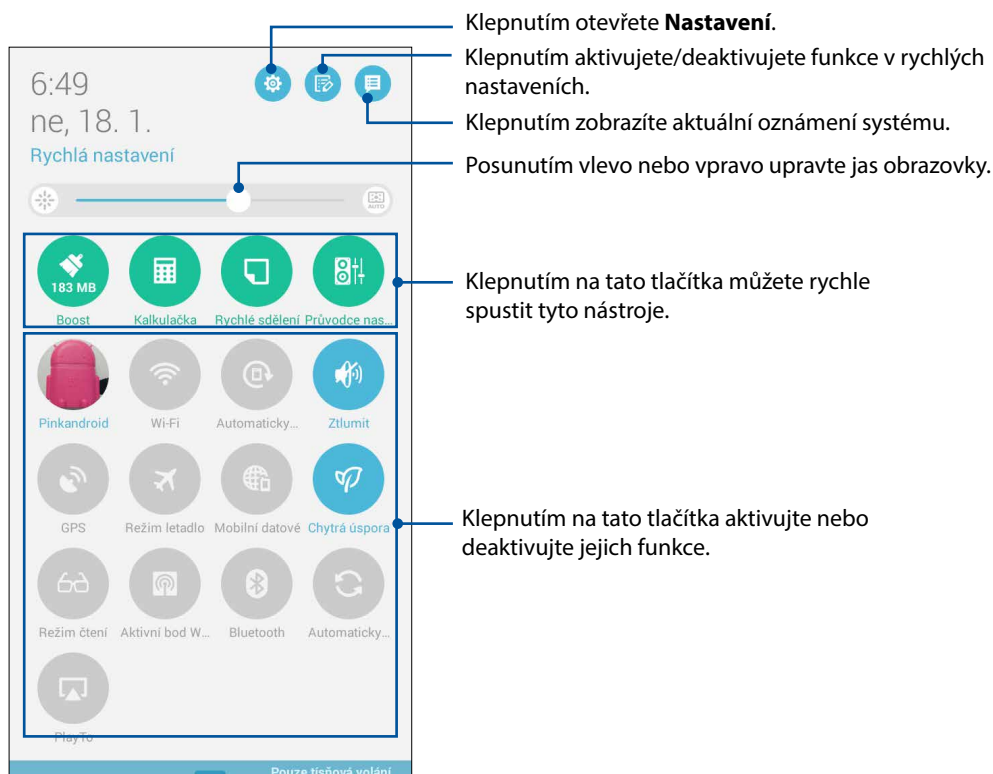 Klepnutím otevřete Nastavení.
Klepnutím aktivujete/deaktivujete funkce v rychlých
nastaveních.
Klepnutím zobrazíte aktuální oznámení systému.
Posunutím vlevo nebo vpravo upravte jas obrazovky.
6:49
ne, 18. 1.
Rychlá nastavení
AUTO
183 MB
Boost Kalkulačka Rychlé sdělení Průvodce nas...
Klepnutím na tato tlačítka můžete rychle
spustit tyto nástroje.
Pinkandroid Wi-Fi Automaticky... Ztlumit
GPS Režim letadlo Mobilní datové Chytrá úspora
Klepnutím na tato tlačítka aktivujte nebo
deaktivujte jejich funkce.
Režim čtení Aktivní bod W... Bluetooth Automaticky...
PlayTo
Pouze tísňová volání